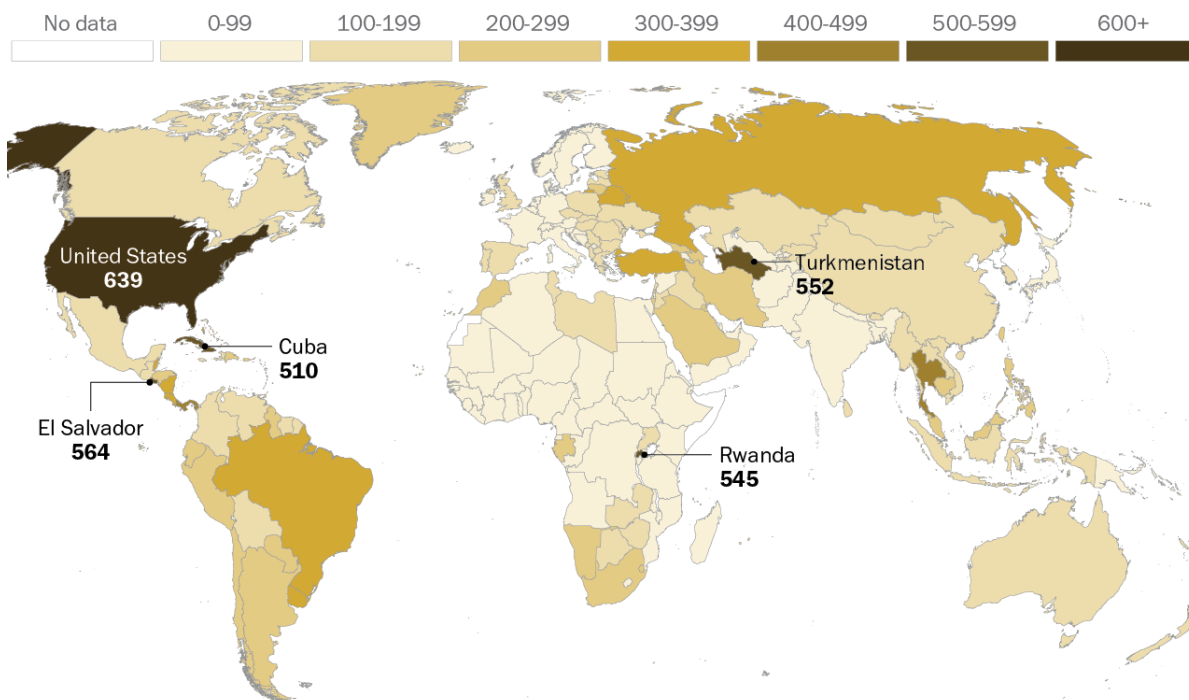 No data 0-99 100-199 200-299 300-399 400-499 500-599 600+
United States
639
Turkmenistan
552
Cuba
510
El Salvador
564
Rwanda
545